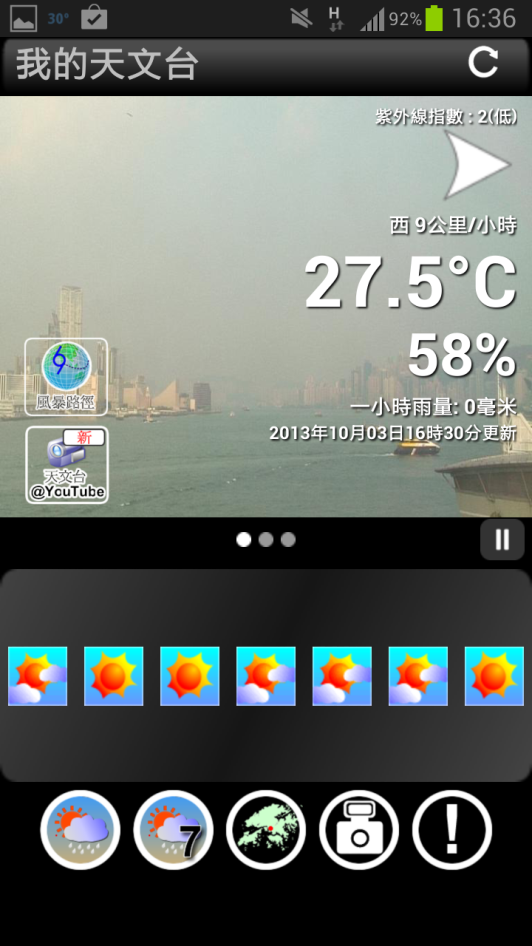 30°
H
92%
16:36
我的天文台
紫外線指數 : 2(低)
西 9公里/小時
27.5°C
58%
一小時雨量: 0毫米
2013年10月03日16時30分更新
風暴路徑
新
天文台
@YouTube
7
!